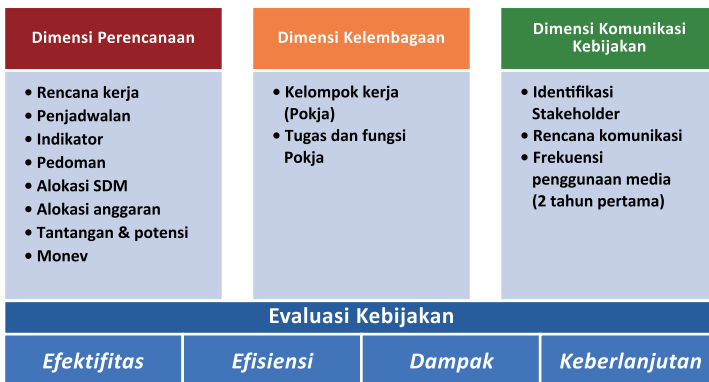 Dimensi Perencanaan
• Rencana kerja
• Penjadwalan
• Indikator
• Pedoman
• Alokasi SDM
• Alokasi anggaran
• Tantangan & potensi
• Monev
Dimensi Kelembagaan
• Kelompok kerja
(Pokja)
• Tugas dan fungsi
Pokja
Dimensi Komunikasi
Kebijakan
• Identifikasi
Stakeholder
• Rencana komunikasi
• Frekuensi
penggunaan media
(2 tahun pertama)
Evaluasi Kebijakan
Efektifitas
Efisiensi
Dampak
Keberlanjutan